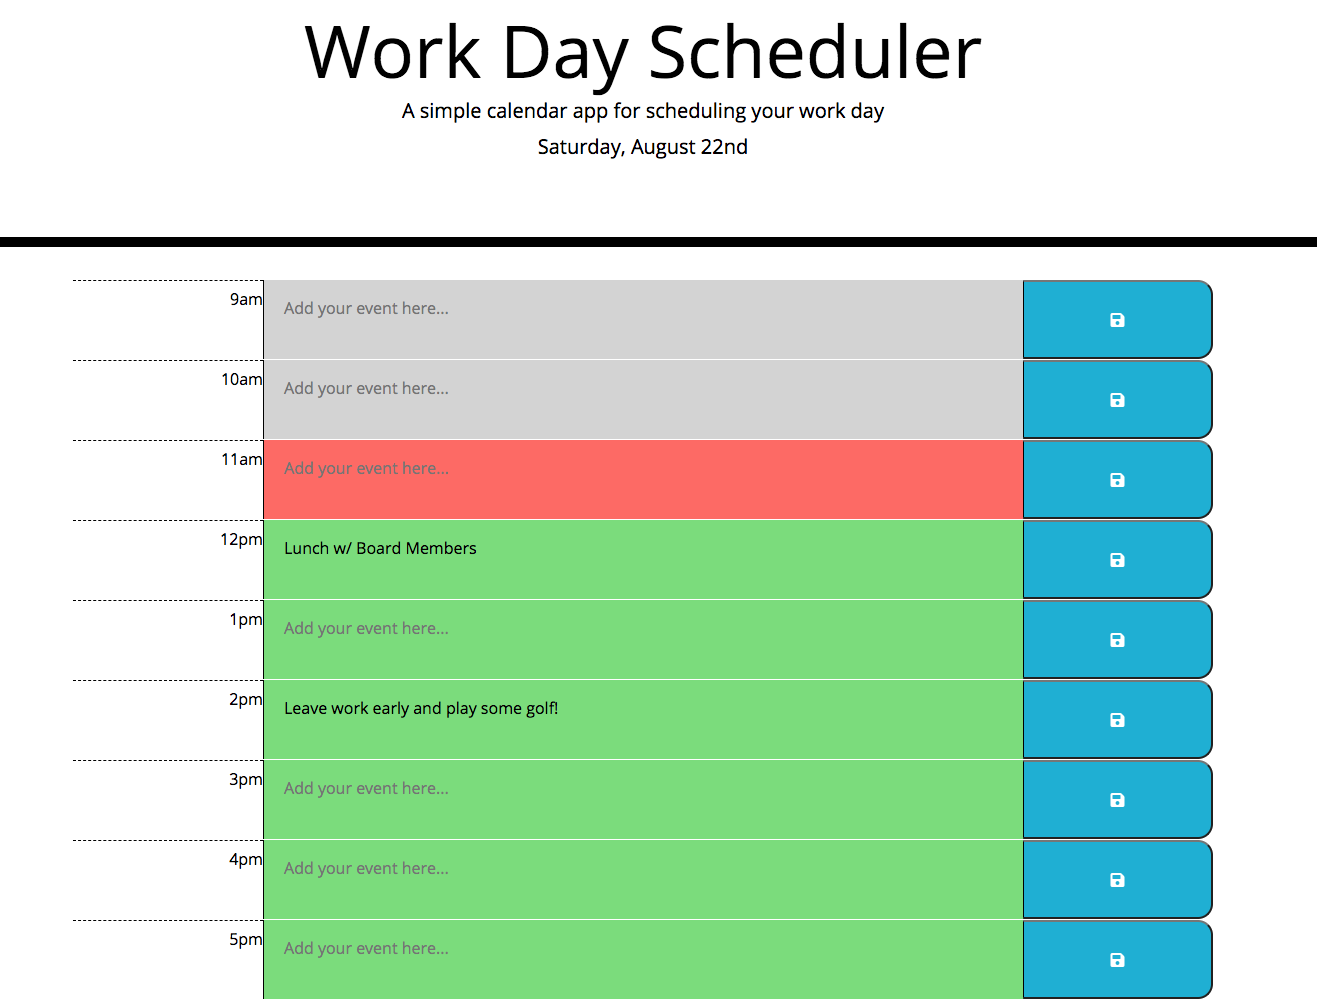 Work Day Scheduler
A simple calendar app for scheduling your work day
Saturday, August 22nd
9am Add your event here...
10am Add your event here...
11am Add your event here...
12pm Lunch w/ Board Members
1pm Add your event here...
2pm Leave work early and play some golf!
3pm Add your event here...
4pm Add your event here...
5pm Add your event here...